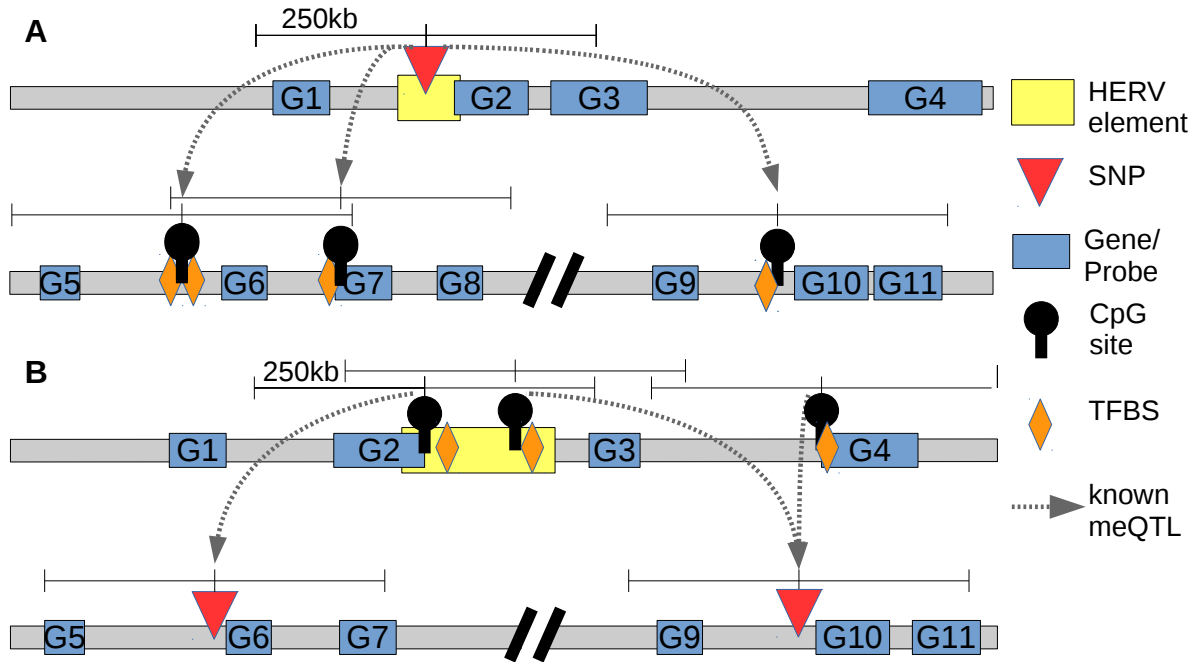 A
250kb
G1
G2
G3
G4
HERV
element
SNP
G5
G6
G7
G8
G9
G10
G11
Gene/
Probe
CpG
site
B
250kb
G1
G2
G3
G4
TFBS
known
meQTL
G5
G6
G7
G9
G10
G11